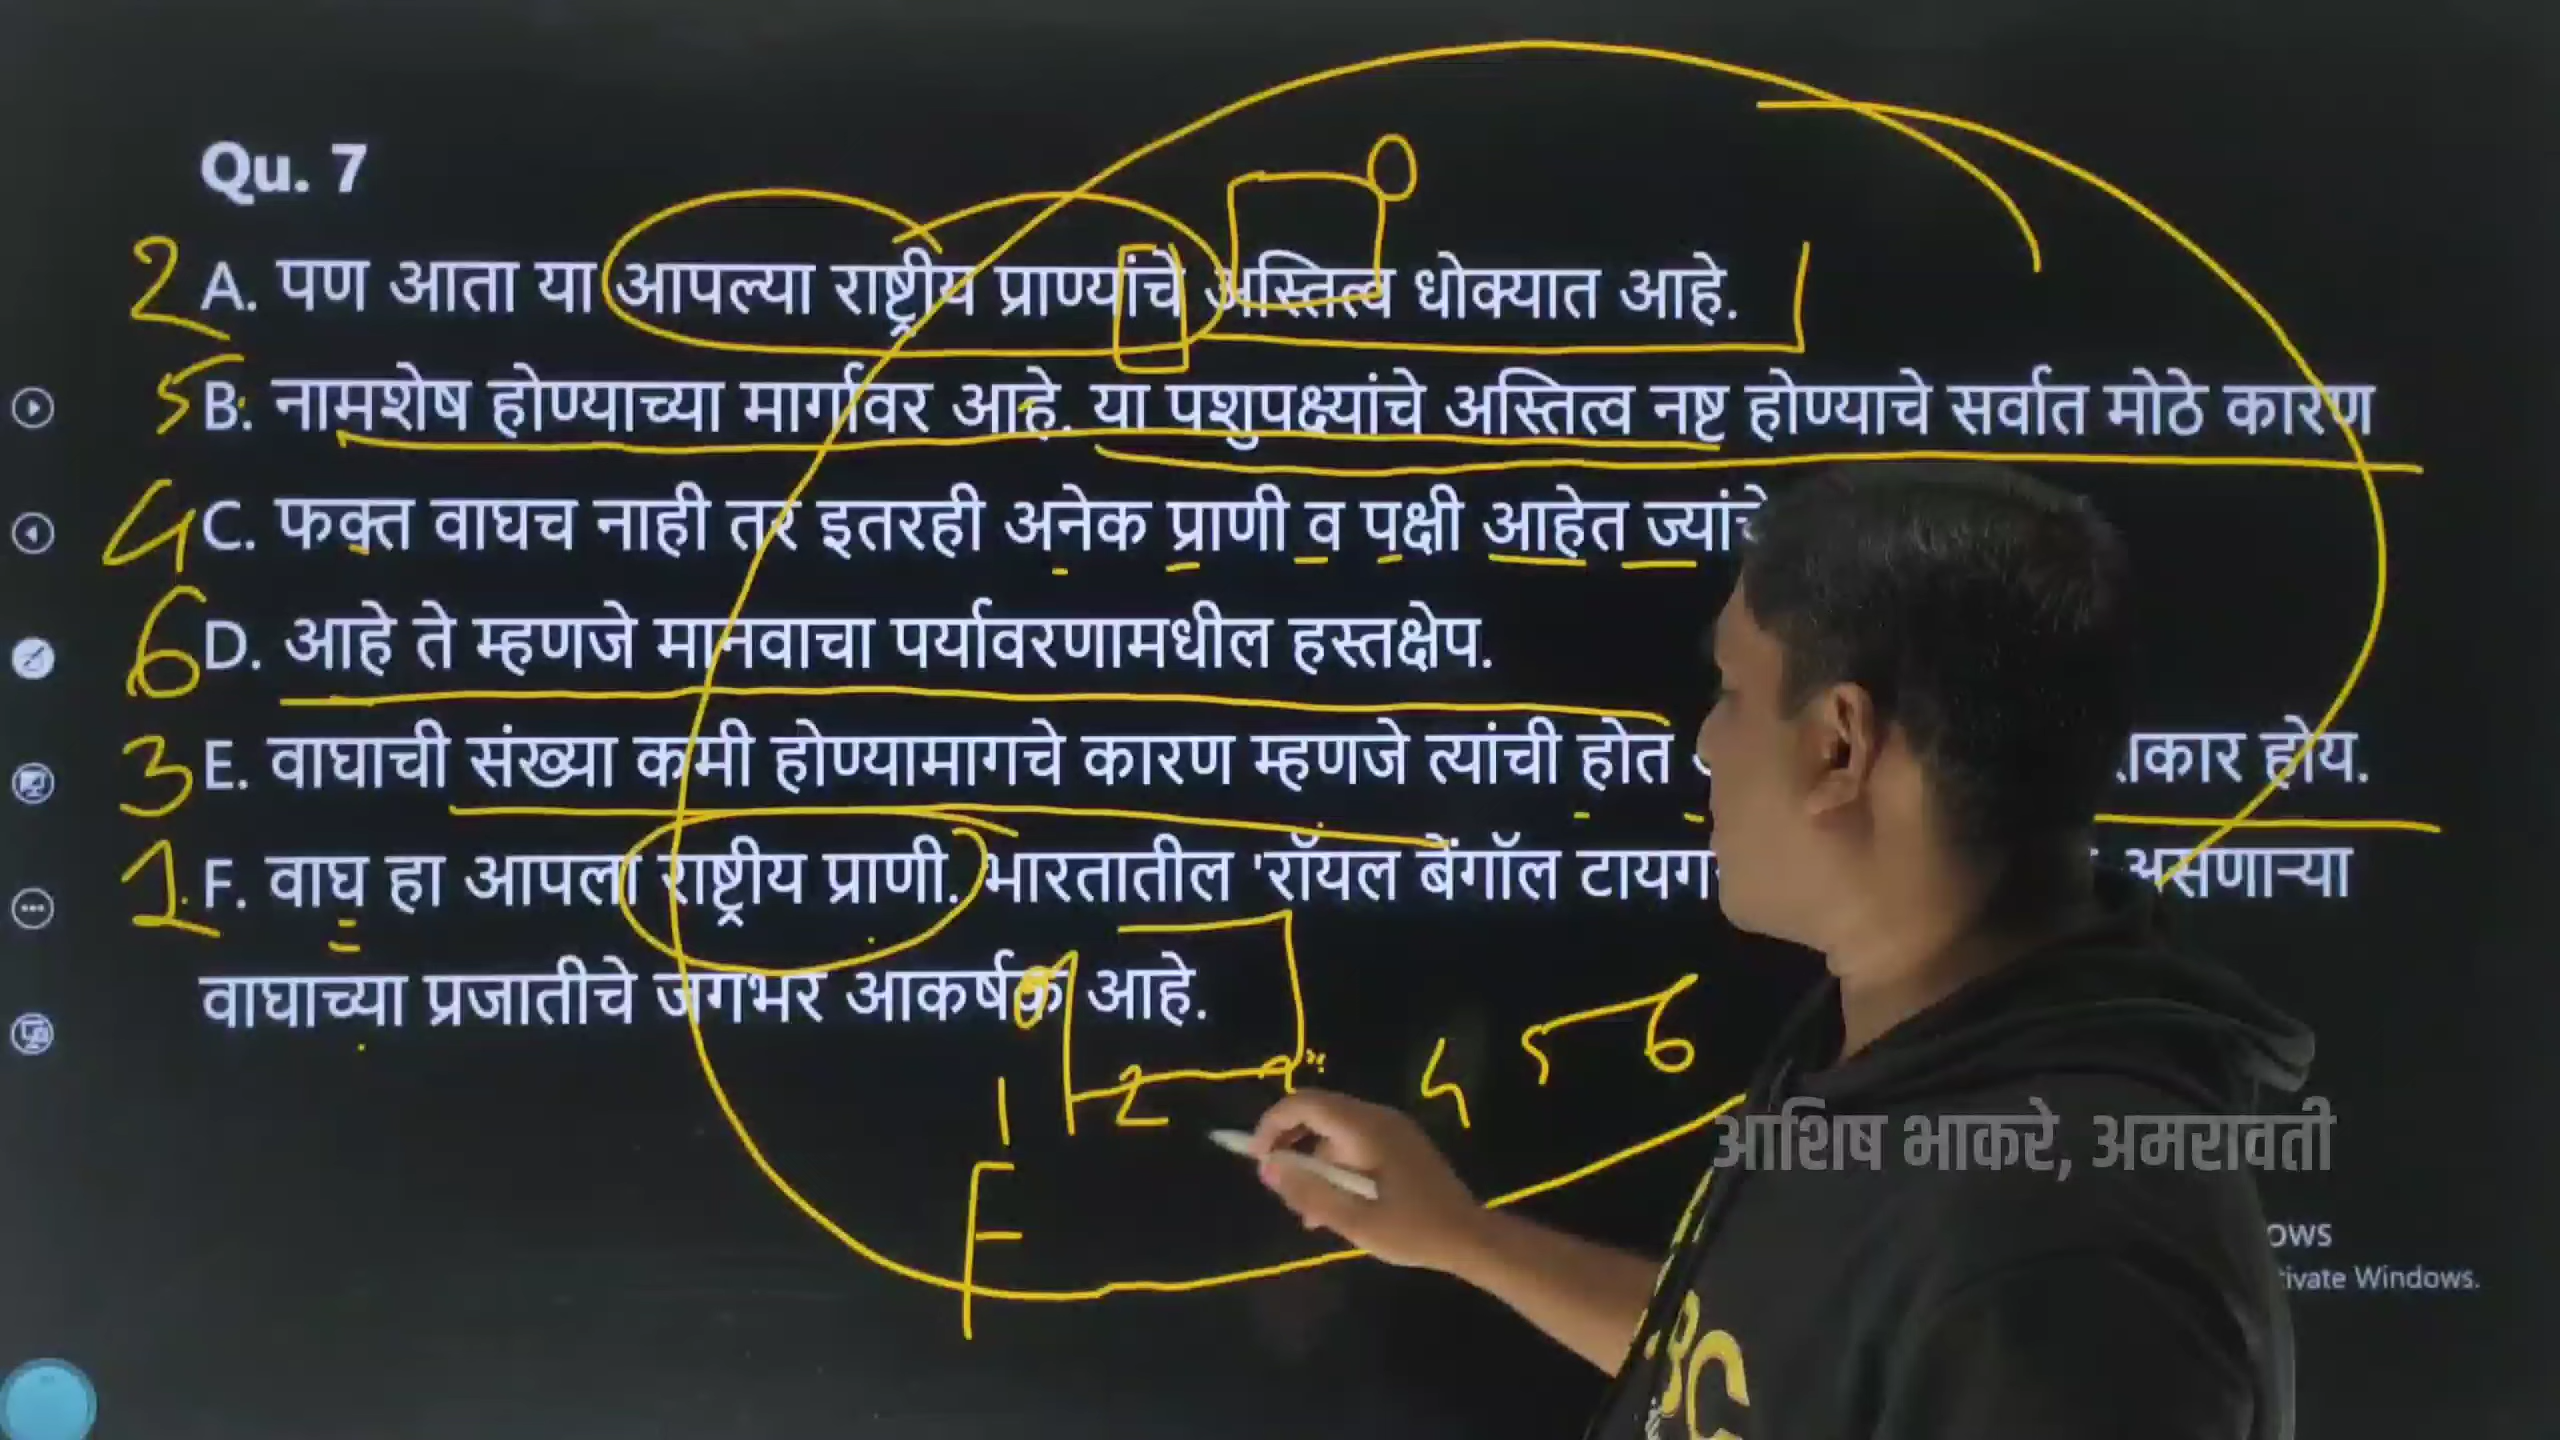 Qu. 7
2 A. पण आता या आपल्या राष्ट्रीय प्राण्यांचे अस्तित्व धोक्यात आहे.
5 B. नामशेष होण्याच्या मार्गावर आहे. या पशुपक्ष्यांचे अस्तित्व नष्ट होण्याचे सर्वात मोठे कारण
4 C. फक्त वाघच नाही तर इतरही अनेक प्राणी व पक्षी आहेत ज्यांचे
6 D. आहे ते म्हणजे मानवाचा पर्यावरणामधील हस्तक्षेप.
3 E. वाघाची संख्या कमी होण्यामागचे कारण म्हणजे त्यांची होत होय.
1 F. वाघ हा आपला राष्ट्रीय प्राणी. भारतातील 'रॉयल बेंगॉल असणाऱ्या
वाघाच्या प्रजातीचे जगभर आकर्षक आहे.
1 2 4 5 6
F
आशिष भाकरे, अमरावती
Windows.